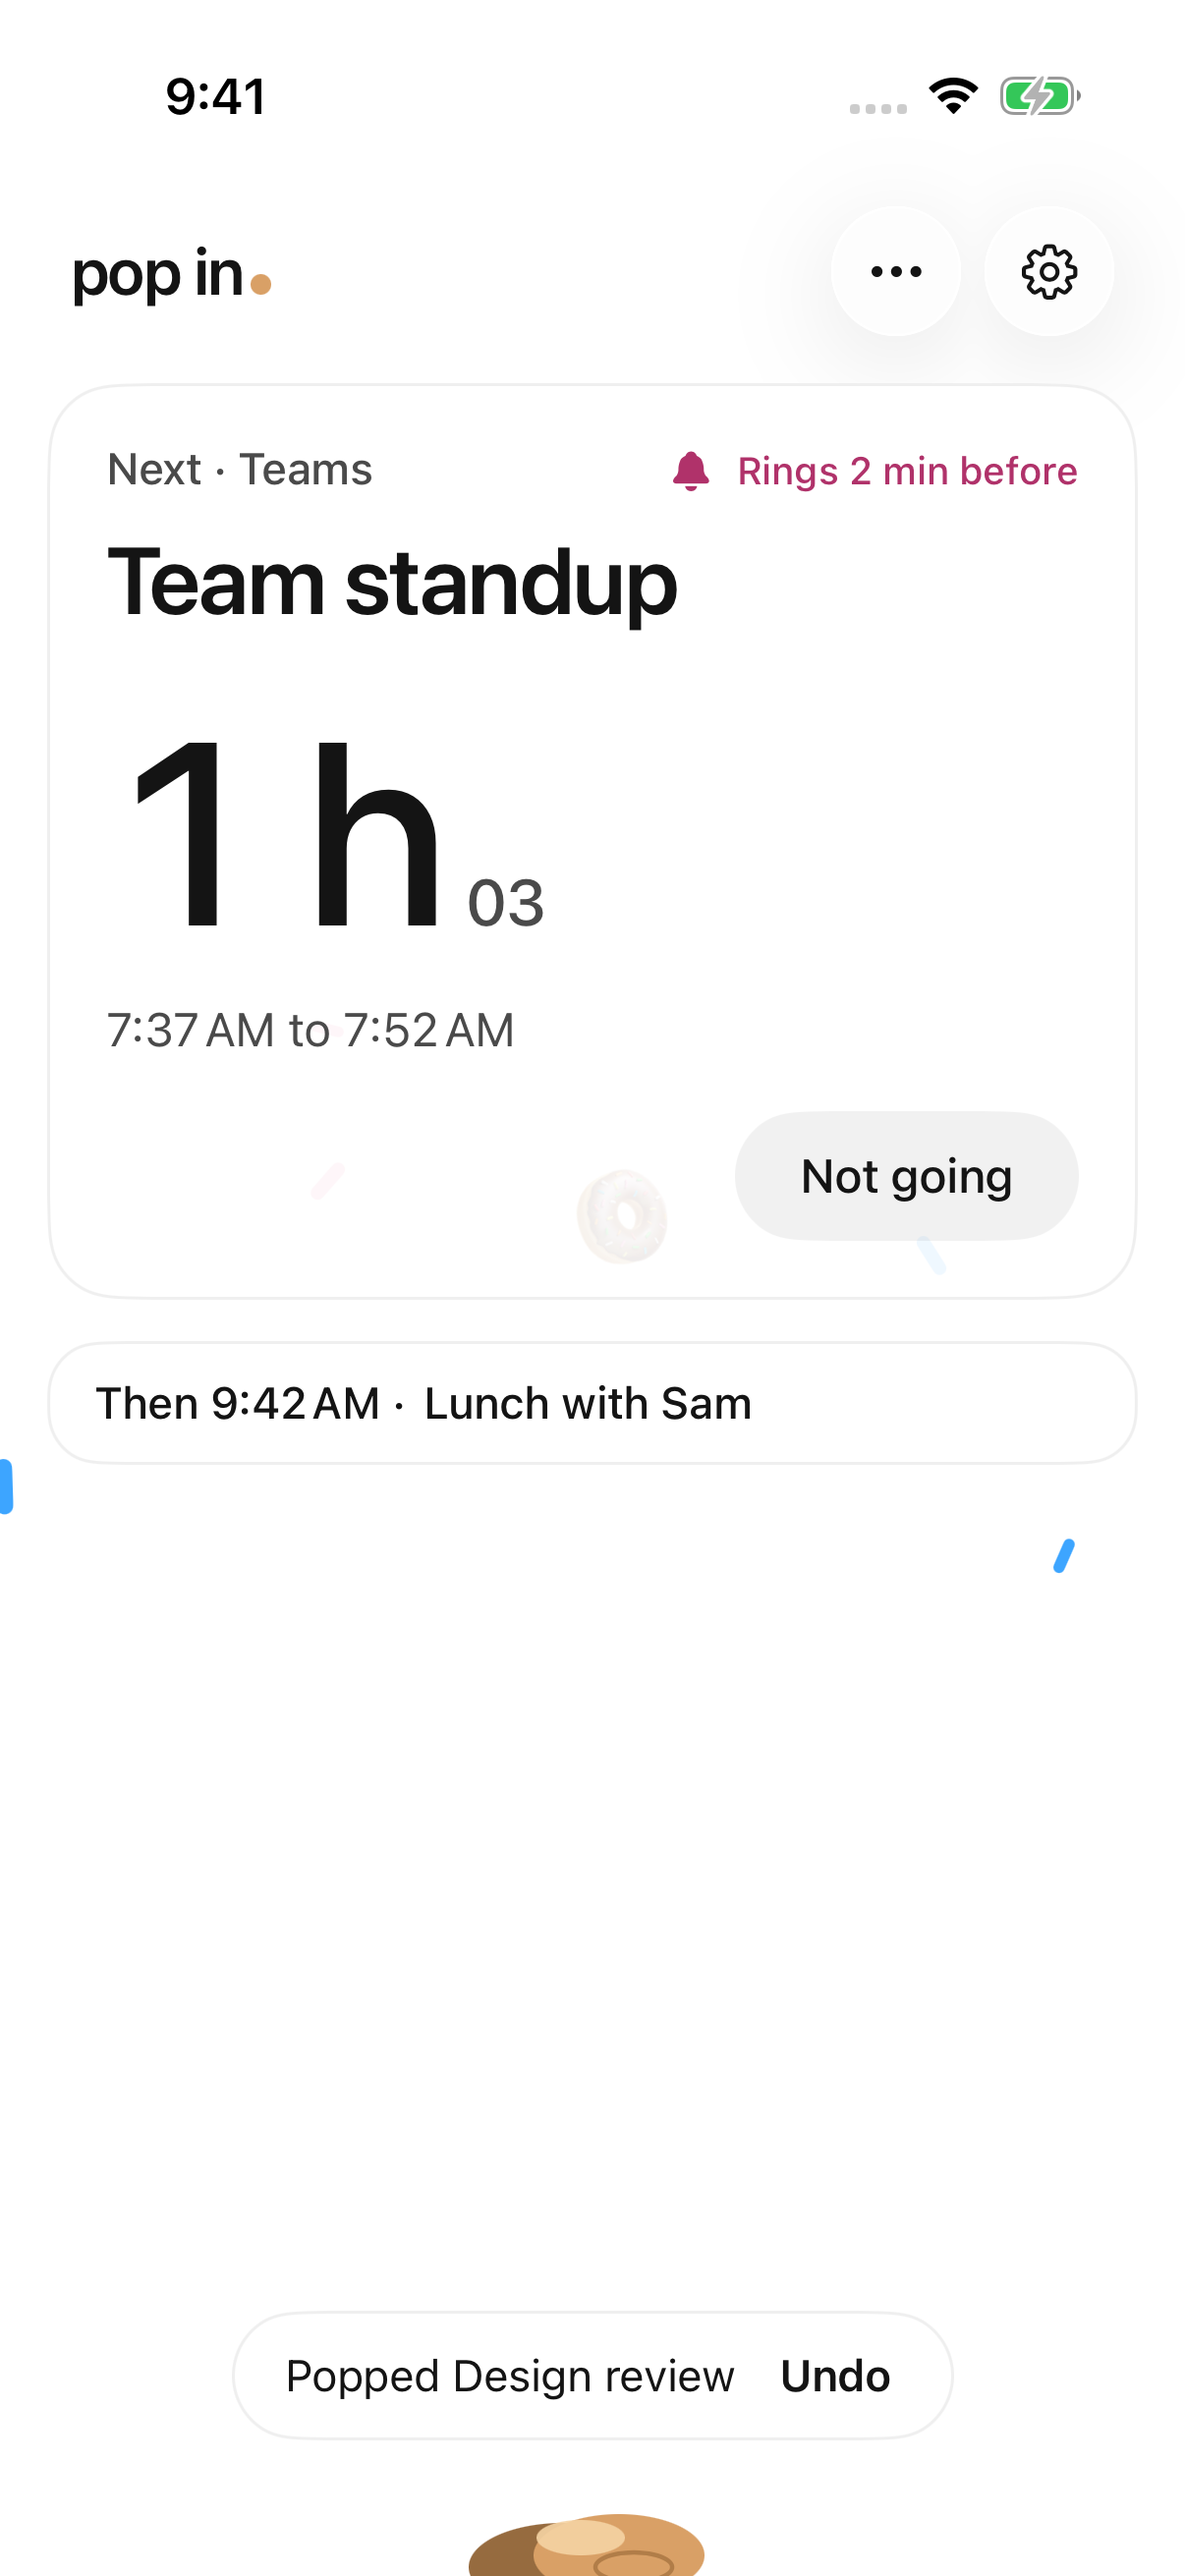 9:41
pop in
Next · Teams
Rings 2 min before
Team standup
1 h 03
7:37 AM to 7:52 AM
Not going
Then 9:42 AM · Lunch with Sam
Popped Design review Undo